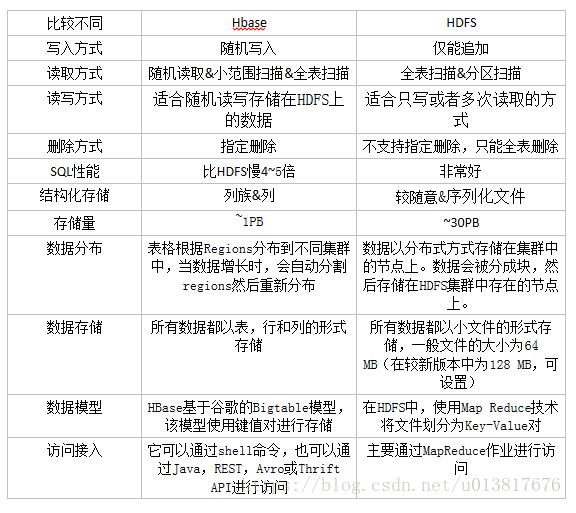 比较不同 Hbase HDFS
写入方式 随机写入 仅能追加
读取方式 随机读取&小范围扫描&全表扫描 全表扫描&分区扫描
读写方式 适合随机读写存储在HDFS上的数据 适合只写或者多次读取的方式
删除方式 指定删除 不支持指定删除，只能全表删除
SQL性能 比HDFS慢4~5倍 非常好
结构化存储 列族&列 较随意&序列化文件
存储量 ~1PB ~30PB
数据分布
表格根据Regions分布到不同集群
中，当数据增长时，会自动分割
regions然后重新分布
数据以分布式方式存储在集群中
的节点上。数据会被分成块，然
后存储在HDFS集群中存在的节点
上。
数据存储
所有数据都以表，行和列的形式
存储
所有数据都以小文件的形式存
储，一般文件的大小为64
MB（在较新版本中为128 MB，可
设置）
数据模型
HBase基于谷歌的Bigtable模型，
该模型使用键值对进行存储
在HDFS中，使用Map Reduce技术
将文件划分为Key-Value对
访问接入
它可以通过shell命令，也可以通
过Java，REST，Avro或Thrift
API进行访问
主要通过MapReduce作业进行访
问
https://blog.csdn.net/u013817676